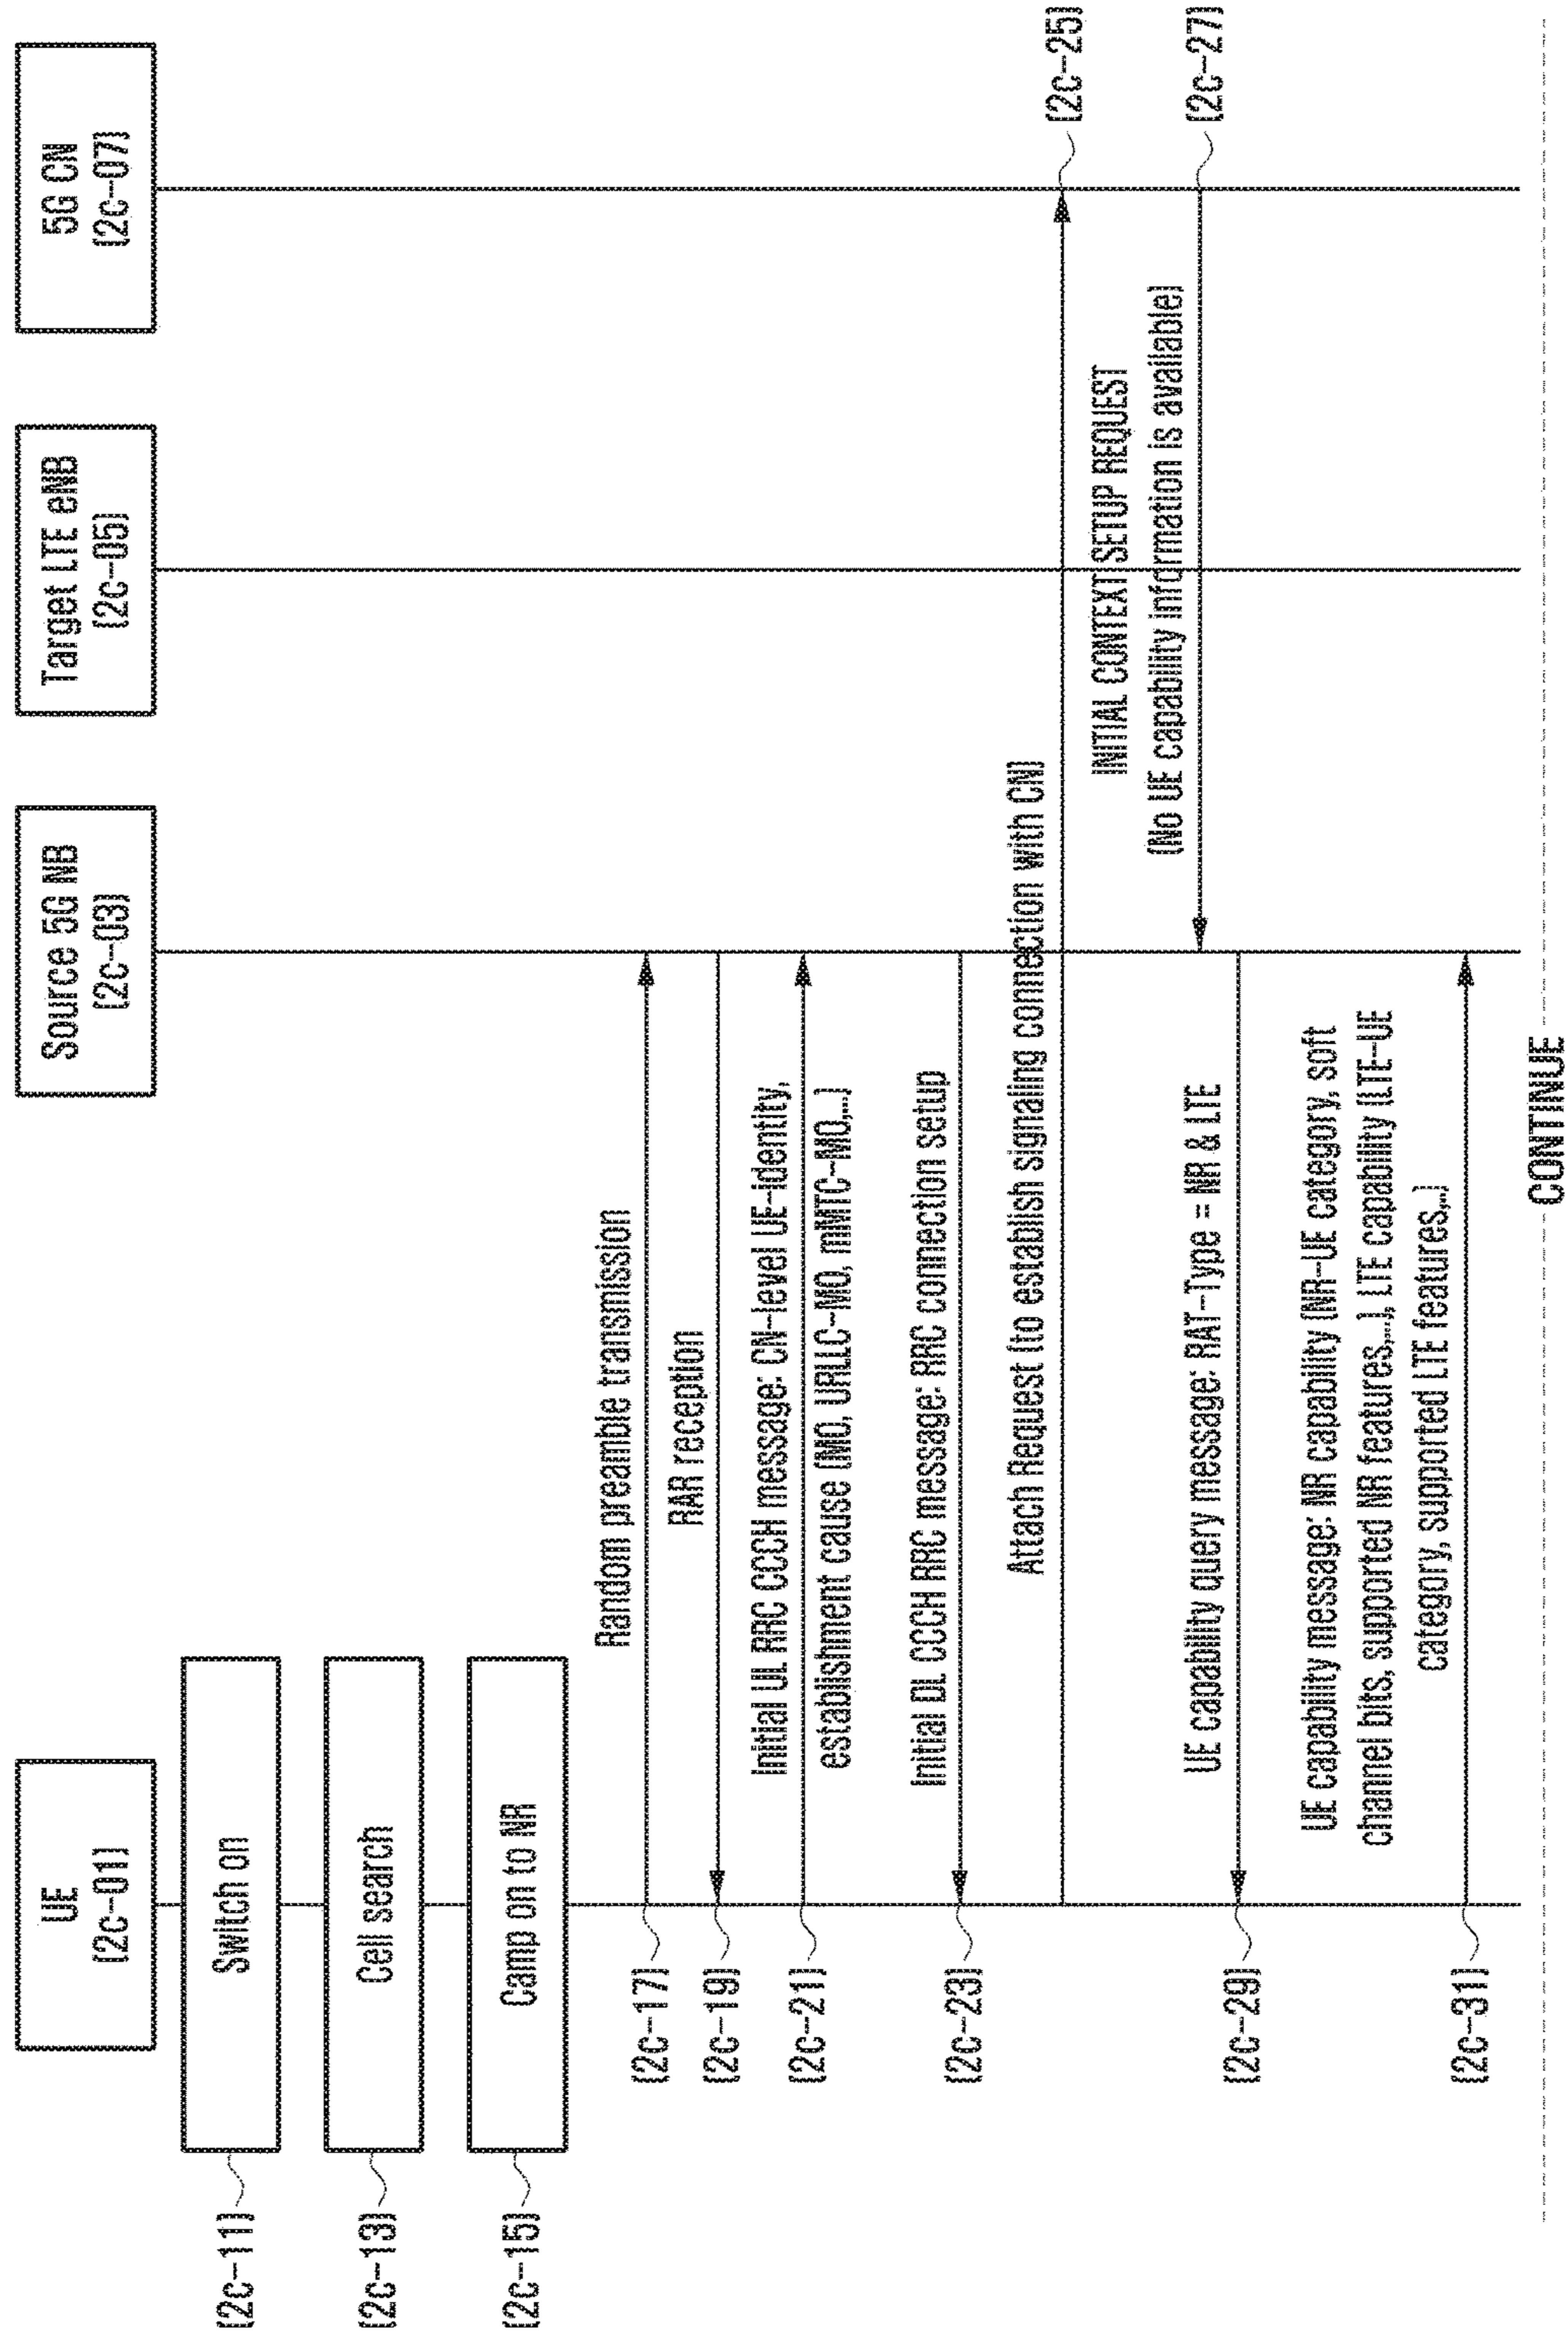 UE
(2c-01)
Source 5G NB
(2c-03)
Target LTE eNB
(2c-05)
5G CN
(2c-07)
(2c-11)
Switch on
(2c-13)
Cell search
(2c-15)
Camp on to NR
Random preamble transmission
(2c-17)
RAR reception
(2c-19)
Initial UL RRC CCCH message: CN-level UE-identity,
establishment cause (MO, URLLC-MO, mMTC-MO,...)
(2c-21)
Initial DL CCCH RRC message: RRC connection setup
(2c-23)
Attach Request (to establish signaling connection with CN)
(2c-25)
INITIAL CONTEXT SETUP REQUEST
(No UE capability information is available)
(2c-27)
UE capability query message: RAT-Type = NR & LTE
(2c-29)
UE capability message: NR capability (NR-UE category, soft
channel bits, supported NR features,...), LTE capability (LTE-UE
category, supported LTE features,..)
(2c-31)
CONTINUE